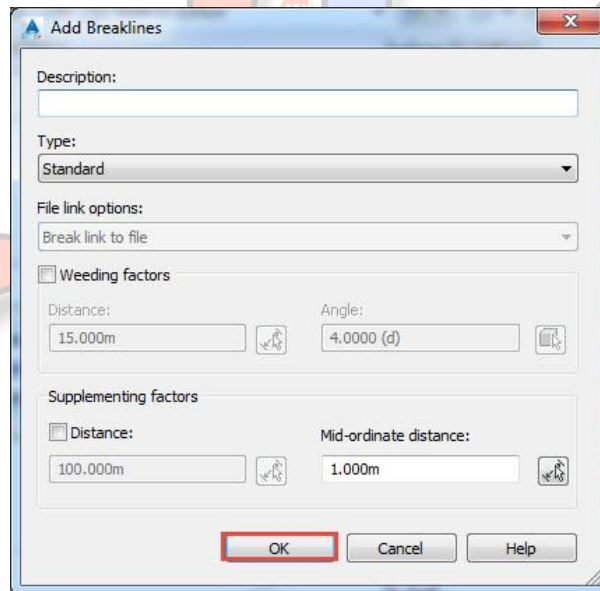 Add Breaklines
Description:
Type:
Standard
File link options:
Break link to file
Weeding factors
Distance: Angle:
15.000m 4.0000 (d)
Supplementing factors
Distance: Mid-ordinate distance:
100.000m 1.000m
OK Cancel Help